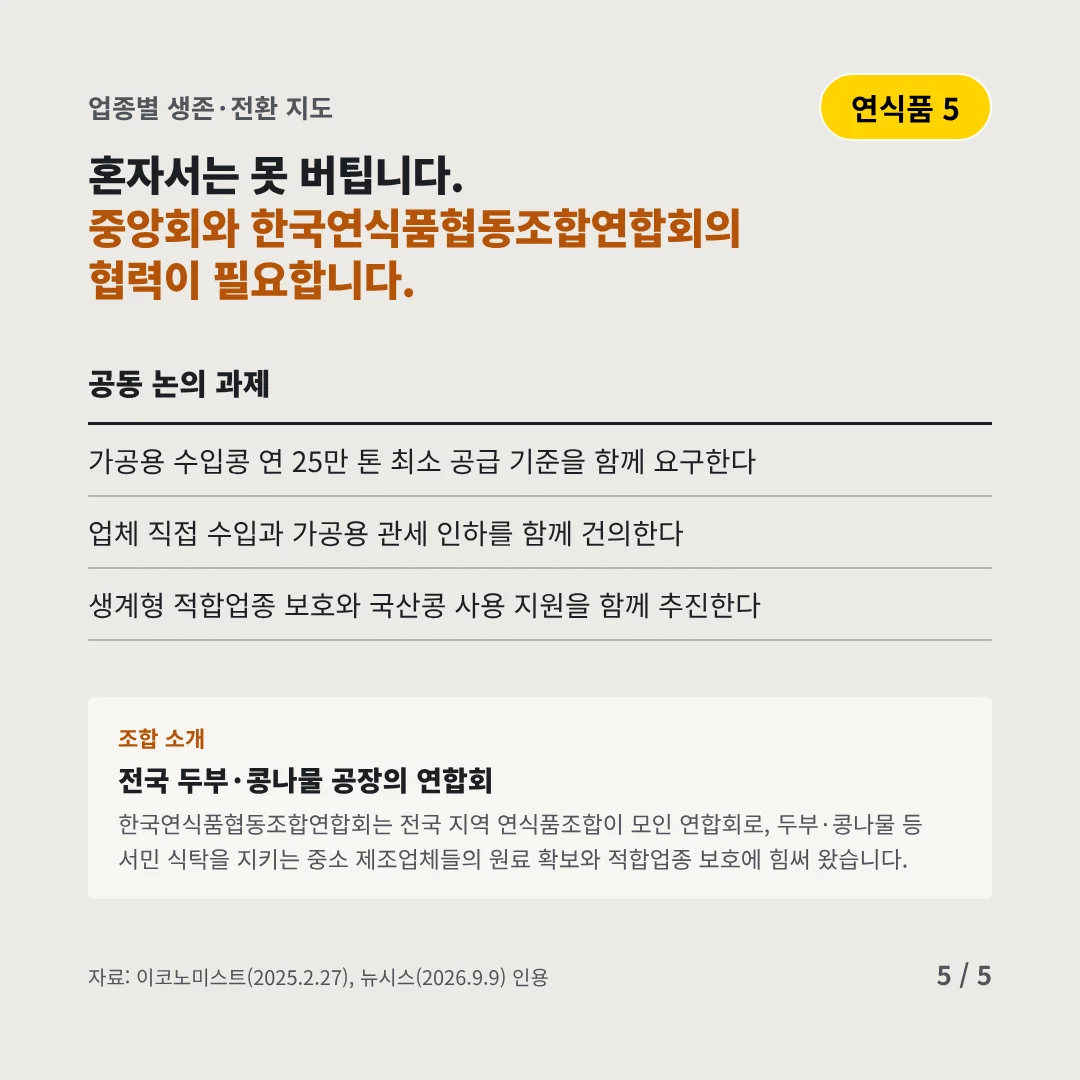 업종별 생존·전환 지도
연식품 5
혼자서는 못 버팁니다.
중앙회와 한국연식품협동조합연합회의
협력이 필요합니다.
공동 논의 과제
가공용 수입콩 연 25만 톤 최소 공급 기준을 함께 요구한다
업체 직접 수입과 가공용 관세 인하를 함께 건의한다
생계형 적합업종 보호와 국산콩 사용 지원을 함께 추진한다
조합 소개
전국 두부·콩나물 공장의 연합회
한국연식품협동조합연합회는 전국 지역 연식품조합이 모인 연합회로, 두부·콩나물 등
서민 식탁을 지키는 중소 제조업체들의 원료 확보와 적합업종 보호에 힘써 왔습니다.
자료: 이코노미스트(2025.2.27), 뉴시스(2026.9.9) 인용
5 / 5